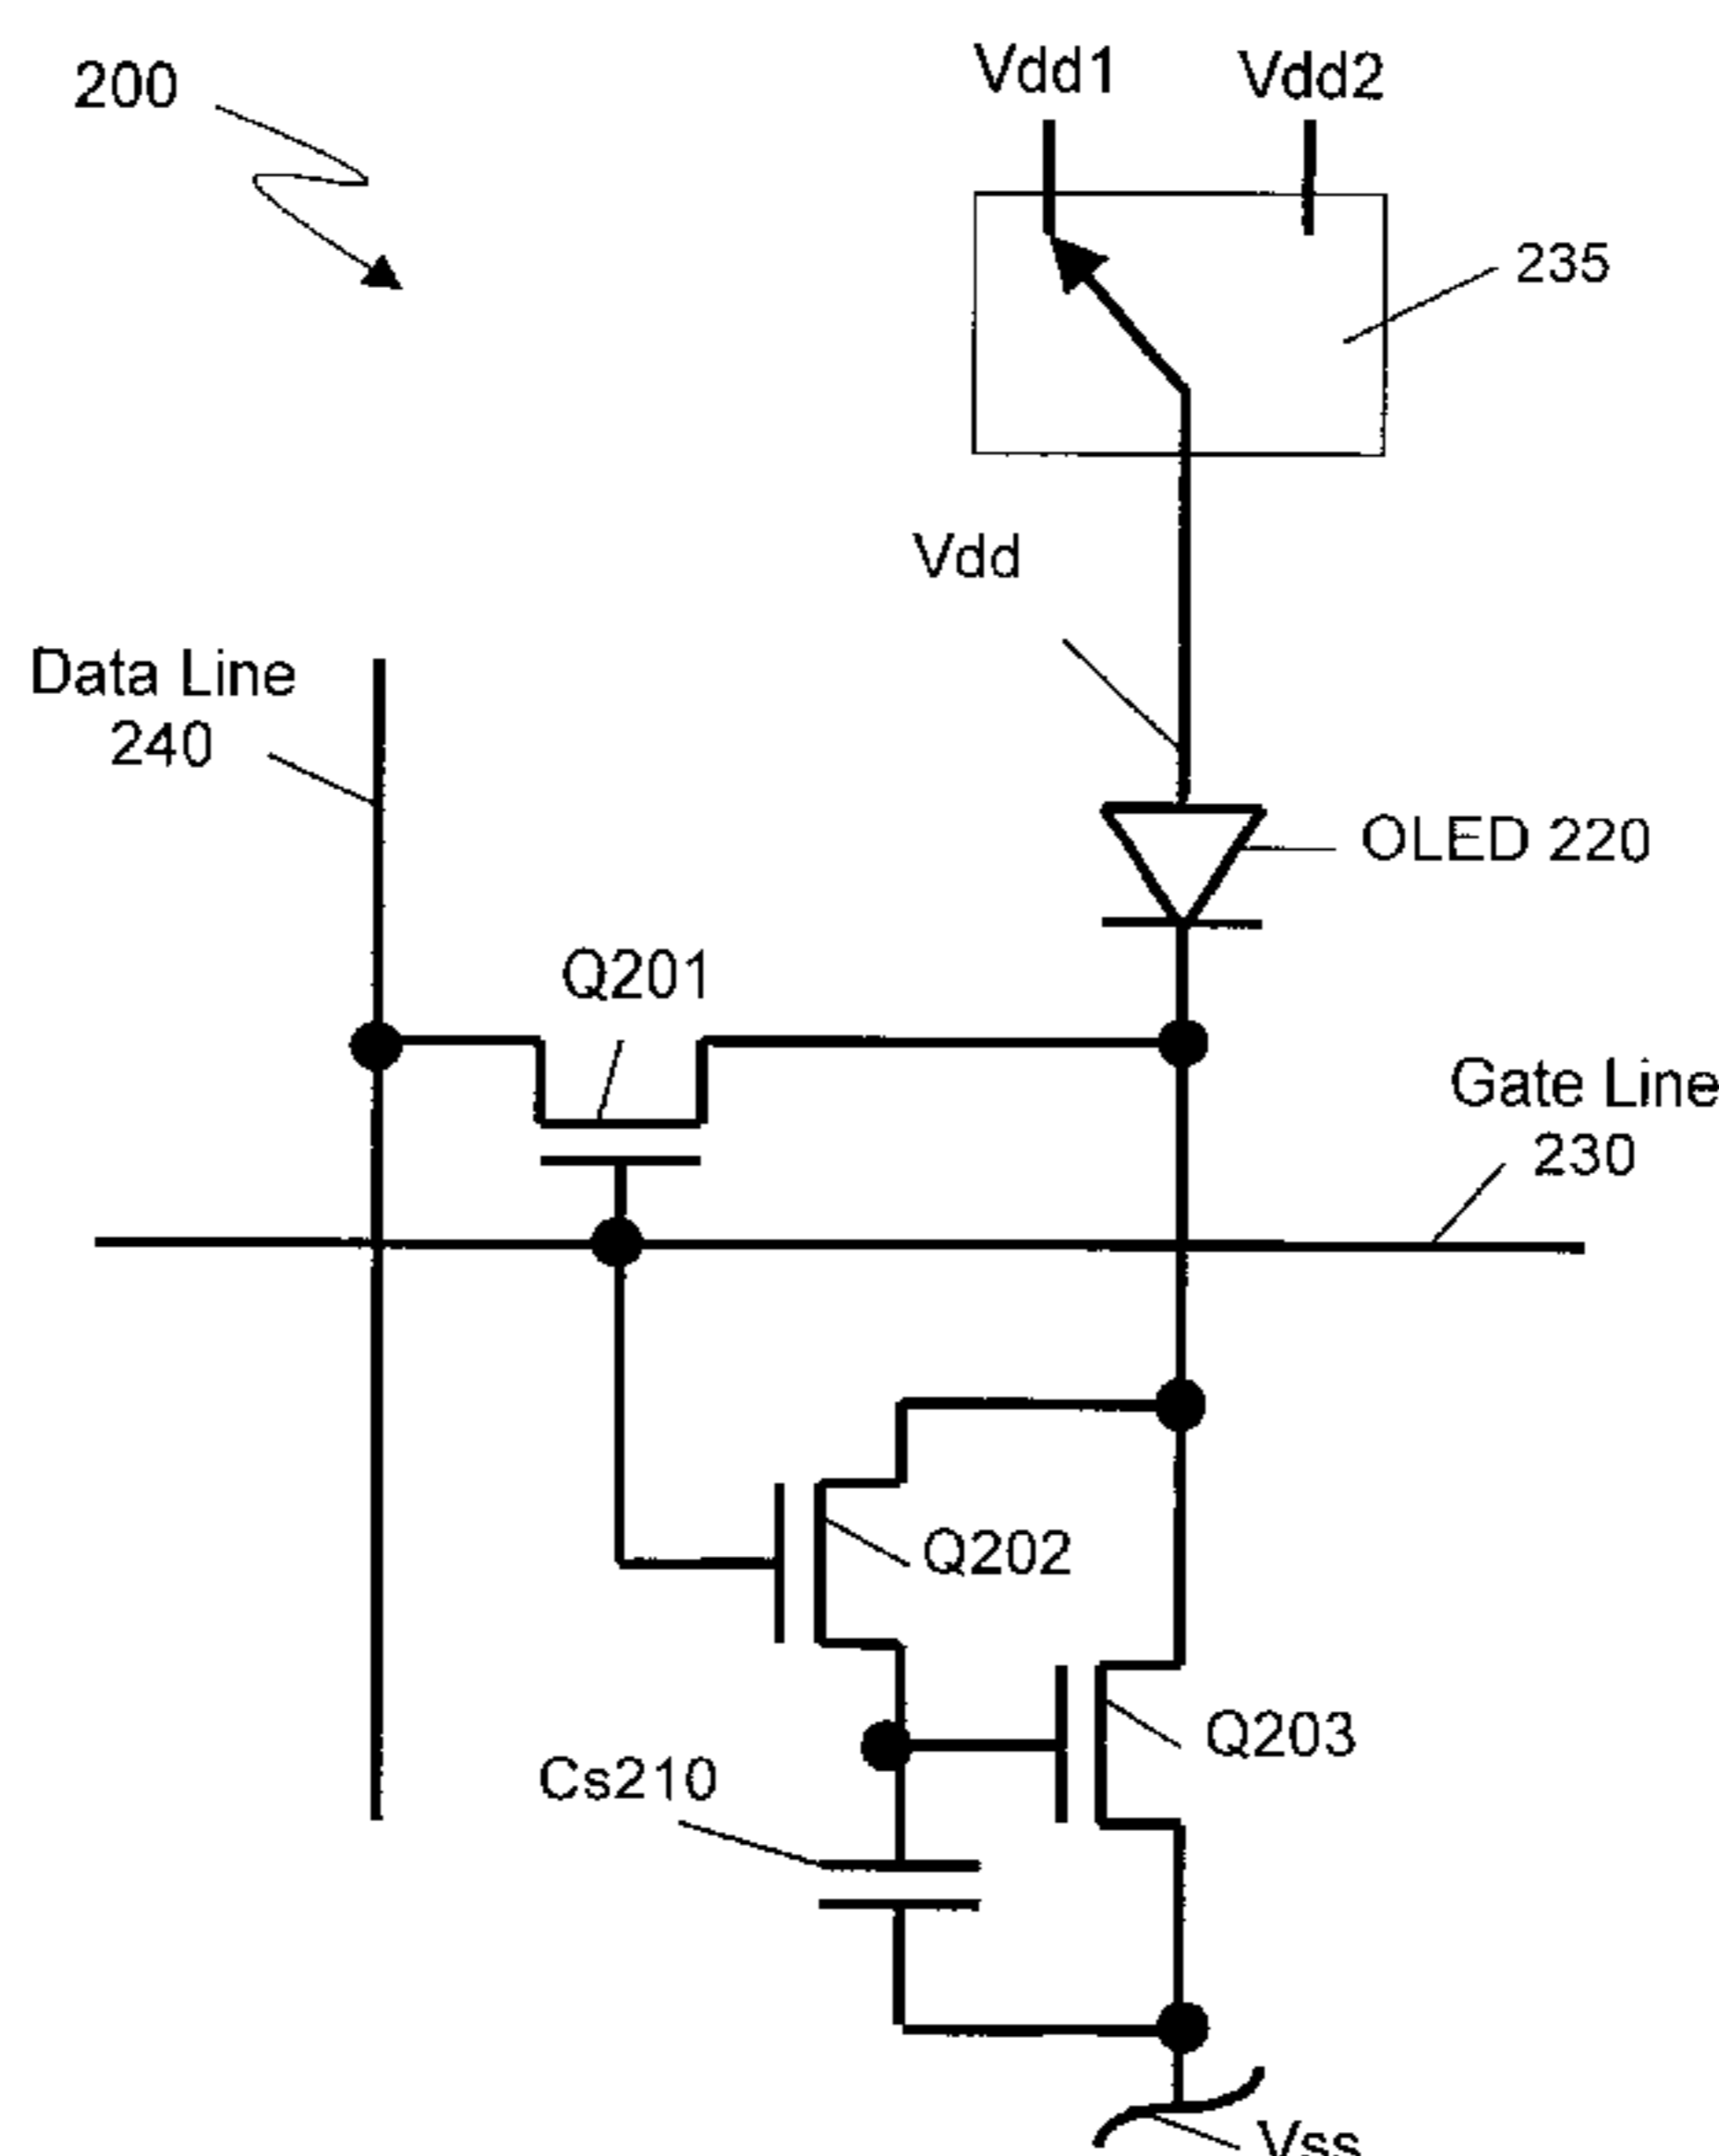 200
Vdd1
Vdd2
235
Vdd
Data Line
240
OLED 220
Q201
Gate Line
230
Q202
Q203
Cs210
Vss